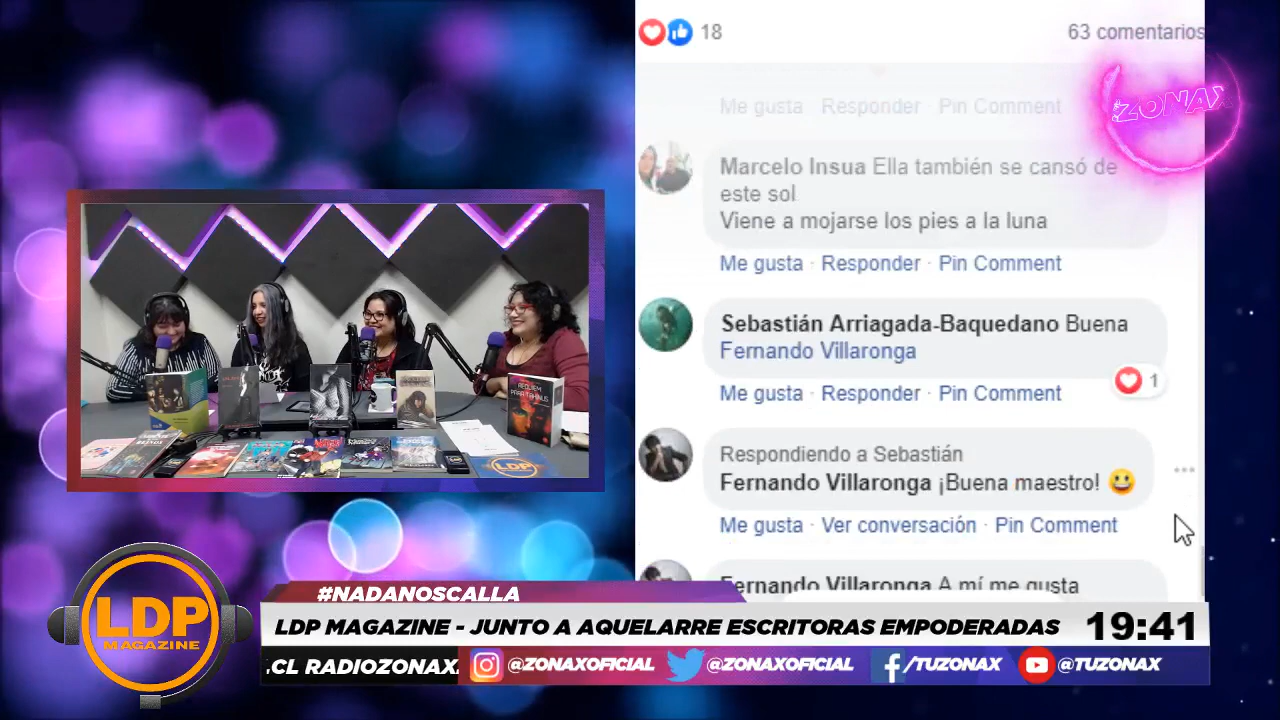 18
63 comentarios
Me gusta · Responder · Pin Comment
ZONAX
Marcelo Insua Ella también se cansó de
este sol
Viene a mojarse los pies a la luna
Me gusta · Responder · Pin Comment
Sebastián Arriagada-Baquedano Buena
Fernando Villaronga
1
Me gusta · Responder · Pin Comment
Respondiendo a Sebastián
Fernando Villaronga ¡Buena maestro! 😀
Me gusta · Ver conversación · Pin Comment
Fernando Villaronga A mí me gusta
RÉQUIEM
PARA TAHNUS
LDP
LDP
MAGAZINE
#NADANOSCALLA
LDP MAGAZINE - JUNTO A AQUELARRE ESCRITORAS EMPODERADAS
19:41
.CL RADIOZONAX.
@ZONAXOFICIAL
@ZONAXOFICIAL
/TUZONAX
@TUZONAX